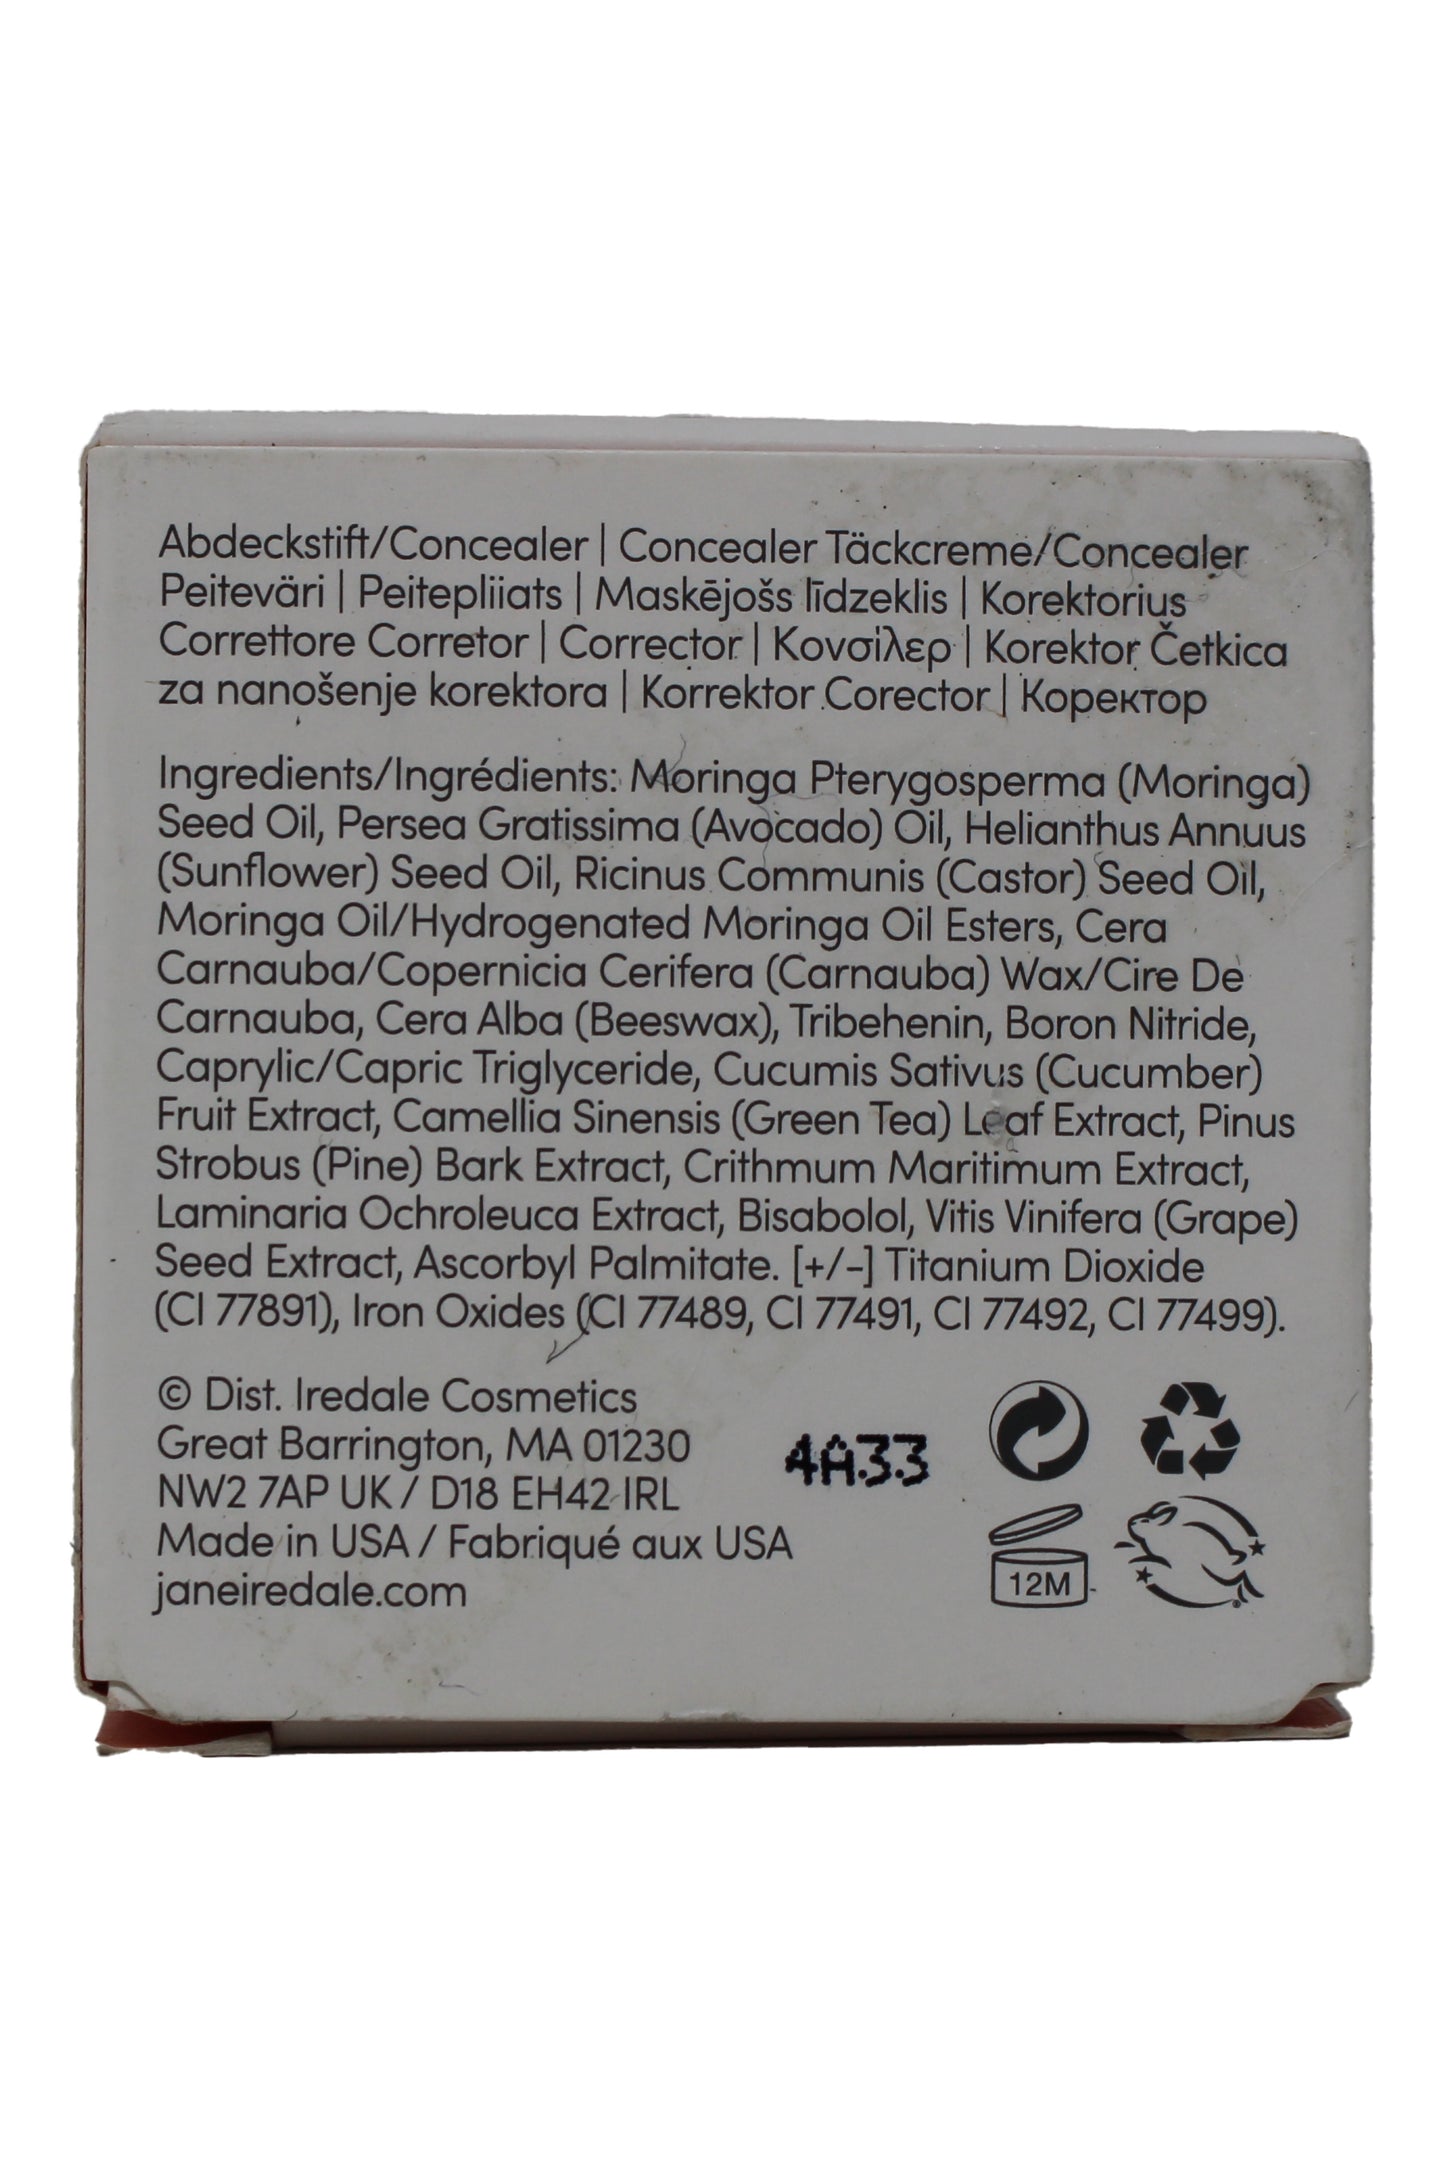 Abdeckstift/Concealer | Concealer Täckcreme/Concealer
Peiteväri | Peitepliiats | Maskējošs līdzeklis | Korektorius
Correttore Corretor | Corrector | Κονσίλερ | Korektor Četkica
za nanošenje korektora | Korrektor Corector | Коректор
Ingredients/Ingrédients: Moringa Pterygosperma (Moringa)
Seed Oil, Persea Gratissima (Avocado) Oil, Helianthus Annuus
(Sunflower) Seed Oil, Ricinus Communis (Castor) Seed Oil,
Moringa Oil/Hydrogenated Moringa Oil Esters, Cera
Carnauba/Copernicia Cerifera (Carnauba) Wax/Cire De
Carnauba, Cera Alba (Beeswax), Tribehenin, Boron Nitride,
Caprylic/Capric Triglyceride, Cucumis Sativus (Cucumber)
Fruit Extract, Camellia Sinensis (Green Tea) Leaf Extract, Pinus
Strobus (Pine) Bark Extract, Crithmum Maritimum Extract,
Laminaria Ochroleuca Extract, Bisabolol, Vitis Vinifera (Grape)
Seed Extract, Ascorbyl Palmitate. [+/-] Titanium Dioxide
(CI 77891), Iron Oxides (CI 77489, CI 77491, CI 77492, CI 77499).
© Dist. Iredale Cosmetics
Great Barrington, MA 01230
NW2 7AP UK / D18 EH42 IRL
Made in USA / Fabriqué aux USA
janeiredale.com
4A33
12M